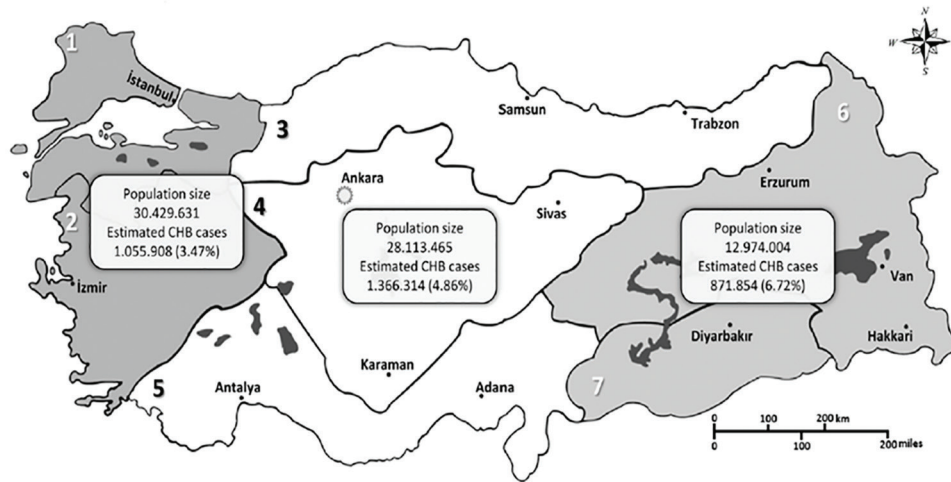 1
N
W
E
S
İstanbul
3
Samsun
Trabzon
6
Ankara
Erzurum
Population size
30.429.631
Estimated CHB cases
1.055.908 (3.47%)
2
4
Sivas
Population size
28.113.465
Estimated CHB cases
1.366.314 (4.86%)
Population size
12.974.004
Estimated CHB cases
871.854 (6.72%)
Van
İzmir
Diyarbakır
Hakkari
Karaman
5
Antalya
Adana
7
0 100 200 km
0 100 200 miles